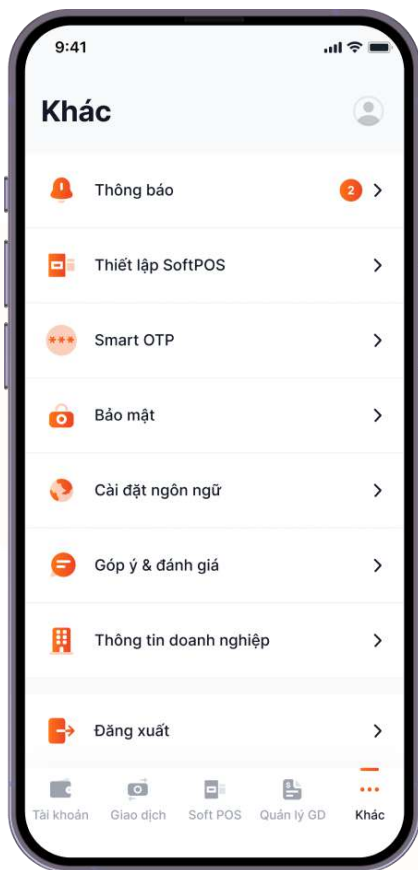 9:41
Khác
Thông báo
2
Thiết lập SoftPOS
***
Smart OTP
Bảo mật
Cài đặt ngôn ngữ
Góp ý & đánh giá
Thông tin doanh nghiệp
Đăng xuất
Tài khoản Giao dịch Soft POS Quản lý GD Khác